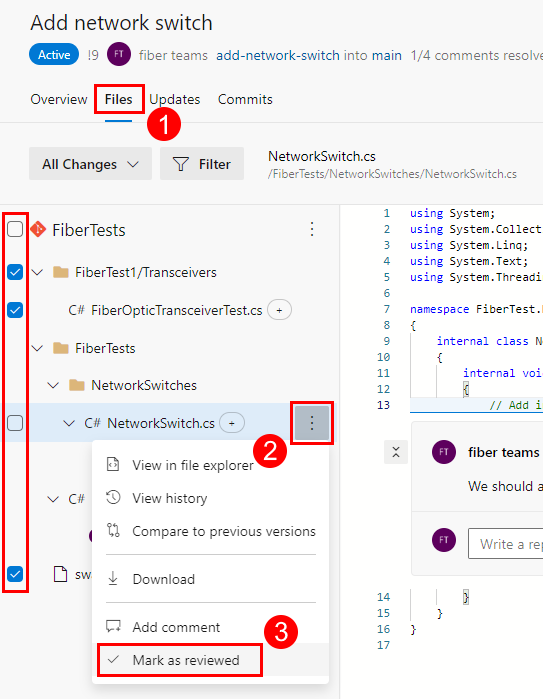 Add network switch
Active !9 FT fiber teams add-network-switch into main 1/4 comments resolve
Overview Files Updates Commits
1
All Changes Filter
NetworkSwitch.cs
/FiberTests/NetworkSwitches/NetworkSwitch.cs
FiberTests
FiberTest1/Transceivers
C# FiberOpticTransceiverTest.cs +
FiberTests
NetworkSwitches
C# NetworkSwitch.cs +
2
View in file explorer
View history
Compare to previous versions
Download
Add comment
3
Mark as reviewed
C#
swa
1 using System;
2 using System.Collect
3 using System.Linq;
4 using System.Text;
5 using System.Threadin
6
7 namespace FiberTest.
8 {
9 internal class N
10 {
11 internal voi
12 {
13 // Add i
FT fiber teams
We should a
FT Write a rep
14 }
15 }
16 }
17